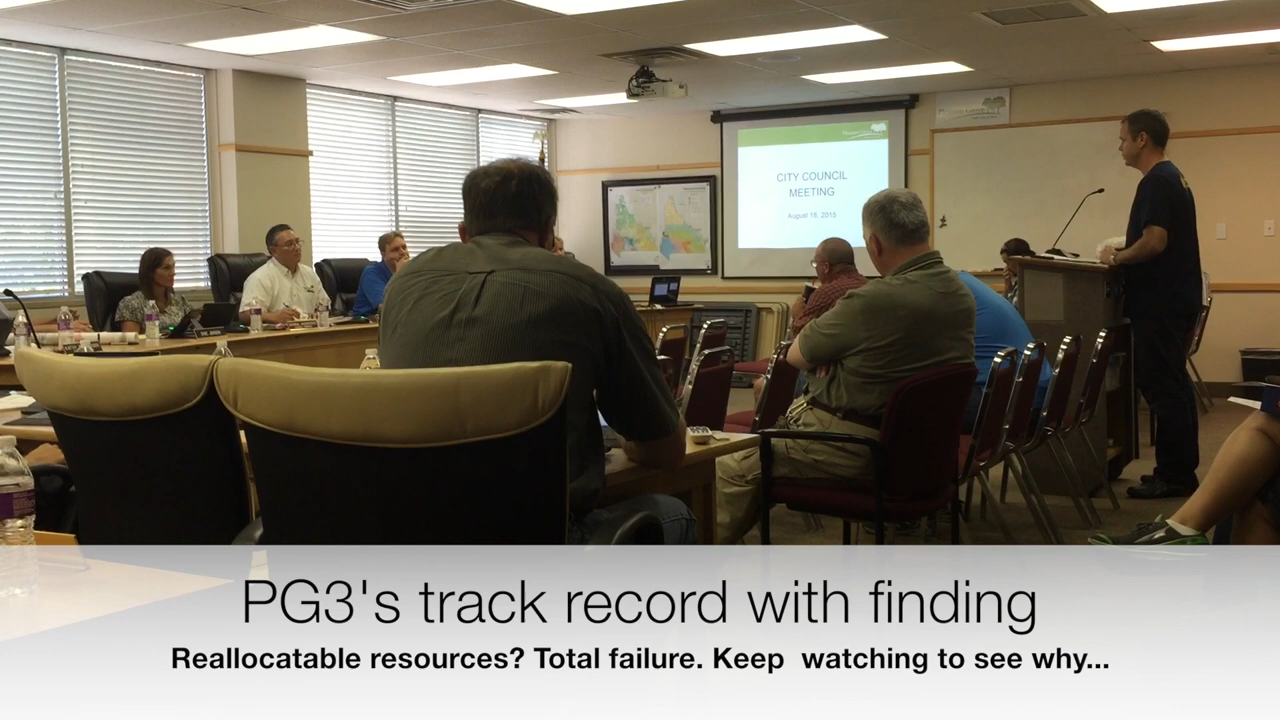 CITY COUNCIL
MEETING
August 18, 2015
PG3's track record with finding
Reallocatable resources? Total failure. Keep  watching to see why...